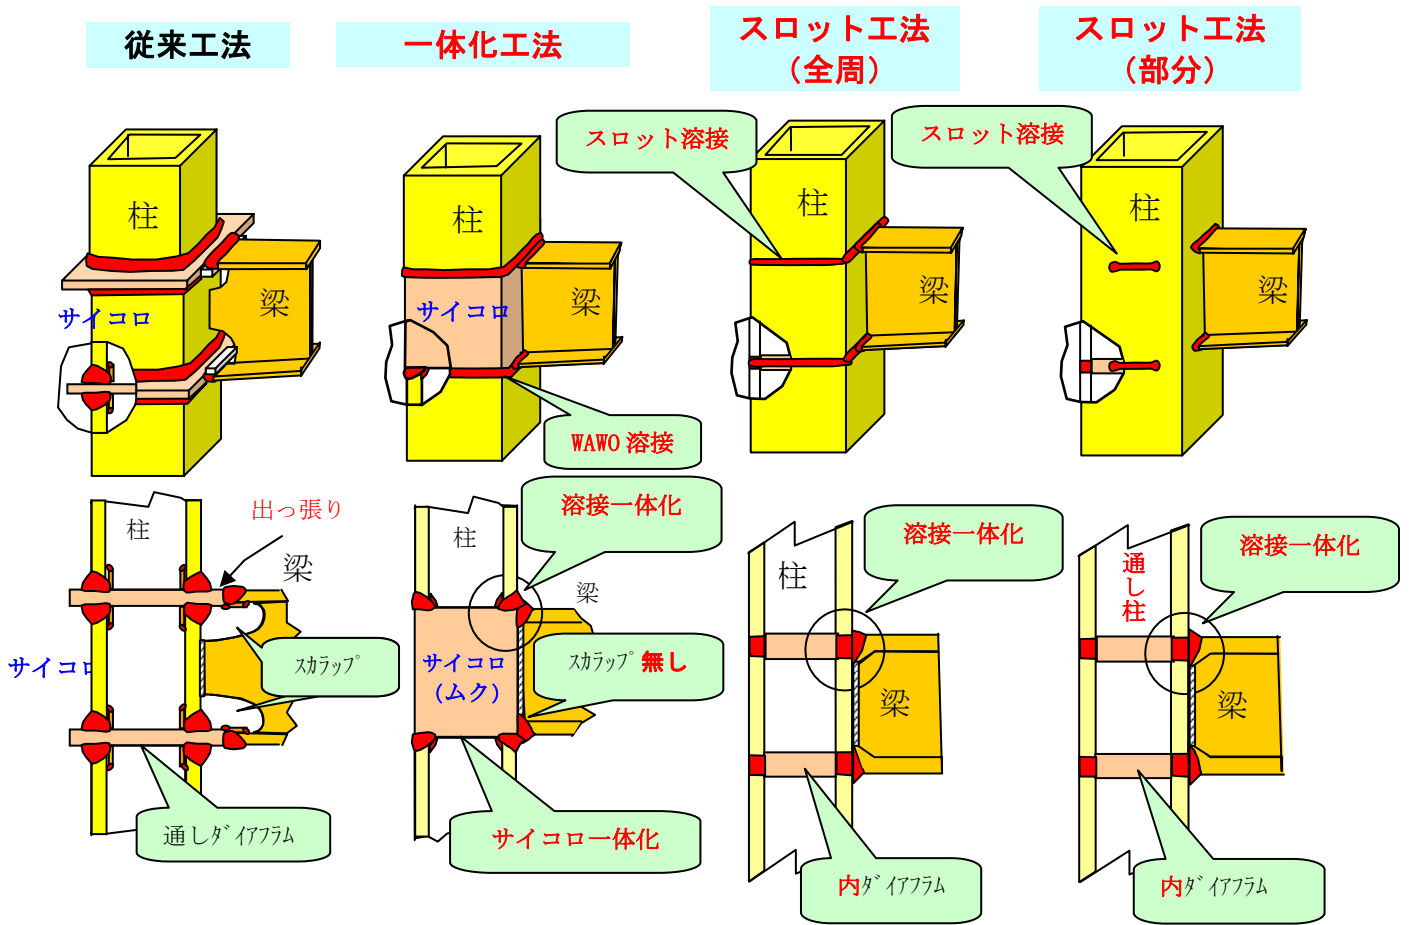 従来工法
一体化工法
スロット工法
（全周）
スロット工法
（部分）
スロット溶接
スロット溶接
柱
柱
柱
柱
サイコロ
梁
サイコロ
梁
梁
梁
WAWO 溶接
出っ張り
柱
梁
サイコロ
ｽｶﾗｯﾌﾟ
通しﾀﾞｲｱﾌﾗﾑ
溶接一体化
柱
梁
サイコロ
（ムク）
ｽｶﾗｯﾌﾟ無し
サイコロ一体化
溶接一体化
柱
梁
内ﾀﾞｲｱﾌﾗﾑ
溶接一体化
通し柱
梁
内ﾀﾞｲｱﾌﾗﾑ